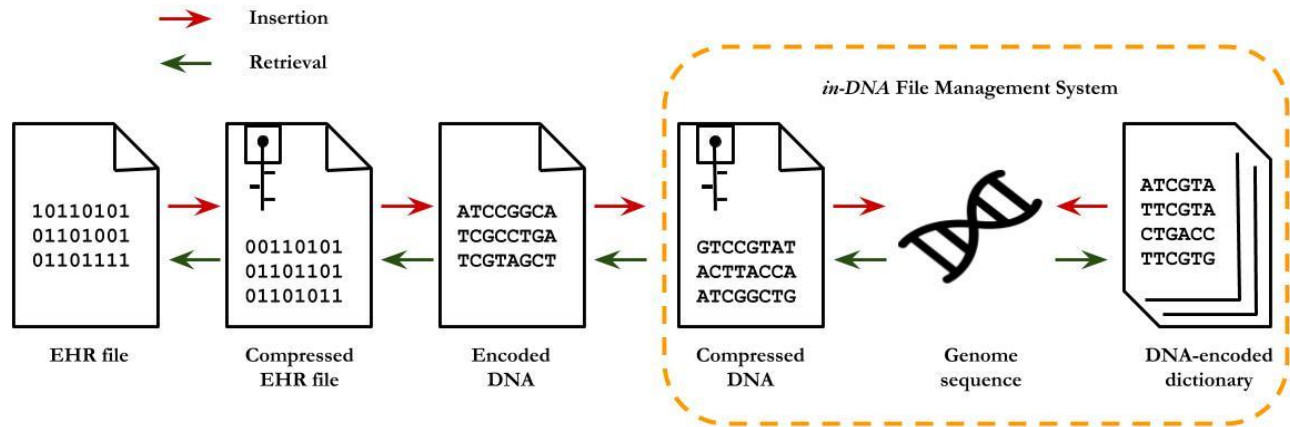 Insertion
Retrieval
in-DNA File Management System
10110101
01101001
01101111
00110101
01101101
01101011
ATCCGGCA
TCGCCTGA
TCGTAGCT
GTCCGTAT
ACTTACCA
ATCGGCTG
ATCGTA
TTCGTA
CTGACC
TTCGTG
EHR file
Compressed
EHR file
Encoded
DNA
Compressed
DNA
Genome
sequence
DNA-encoded
dictionary